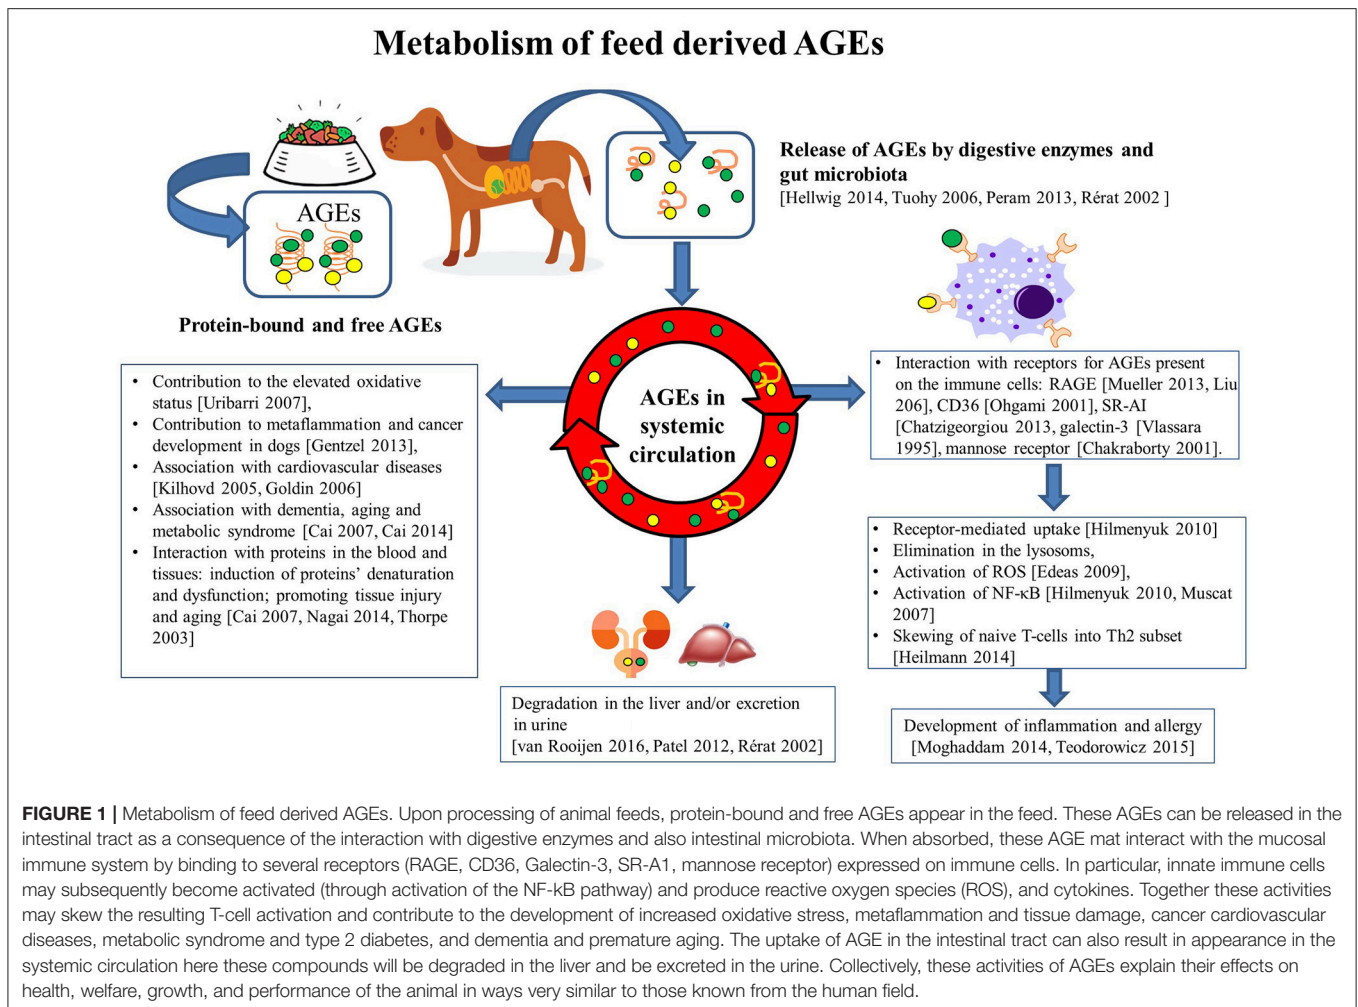 Metabolism of feed derived AGEs
AGEs
Protein-bound and free AGEs
Release of AGEs by digestive enzymes and
gut microbiota
[Hellwig 2014, Tuohy 2006, Peram 2013, Rérat 2002 ]
AGEs in
systemic
circulation
• Contribution to the elevated oxidative
status [Uribarri 2007],
• Contribution to metaflammation and cancer
development in dogs [Gentzel 2013],
• Association with cardiovascular diseases
[Kilhovd 2005, Goldin 2006]
• Association with dementia, aging and
metabolic syndrome [Cai 2007, Cai 2014]
• Interaction with proteins in the blood and
tissues: induction of proteins' denaturation
and dysfunction; promoting tissue injury
and aging [Cai 2007, Nagai 2014, Thorpe
2003]
• Interaction with receptors for AGEs present
on the immune cells: RAGE [Mueller 2013, Liu
206], CD36 [Ohgami 2001], SR-AI
[Chatzigeorgiou 2013, galectin-3 [Vlassara
1995], mannose receptor [Chakraborty 2001].
• Receptor-mediated uptake [Hilmenyuk 2010]
• Elimination in the lysosoms,
• Activation of ROS [Edeas 2009],
• Activation of NF-κB [Hilmenyuk 2010, Muscat
2007]
• Skewing of naive T-cells into Th2 subset
[Heilmann 2014]
Development of inflammation and allergy
[Moghaddam 2014, Teodorowicz 2015]
Degradation in the liver and/or excretion
in urine
[van Rooijen 2016, Patel 2012, Rérat 2002]
FIGURE 1 | Metabolism of feed derived AGEs. Upon processing of animal feeds, protein-bound and free AGEs appear in the feed. These AGEs can be released in the
intestinal tract as a consequence of the interaction with digestive enzymes and also intestinal microbiota. When absorbed, these AGE mat interact with the mucosal
immune system by binding to several receptors (RAGE, CD36, Galectin-3, SR-A1, mannose receptor) expressed on immune cells. In particular, innate immune cells
may subsequently become activated (through activation of the NF-kB pathway) and produce reactive oxygen species (ROS), and cytokines. Together these activities
may skew the resulting T-cell activation and contribute to the development of increased oxidative stress, metaflammation and tissue damage, cancer cardiovascular
diseases, metabolic syndrome and type 2 diabetes, and dementia and premature aging. The uptake of AGE in the intestinal tract can also result in appearance in the
systemic circulation here these compounds will be degraded in the liver and be excreted in the urine. Collectively, these activities of AGEs explain their effects on
health, welfare, growth, and performance of the animal in ways very similar to those known from the human field.